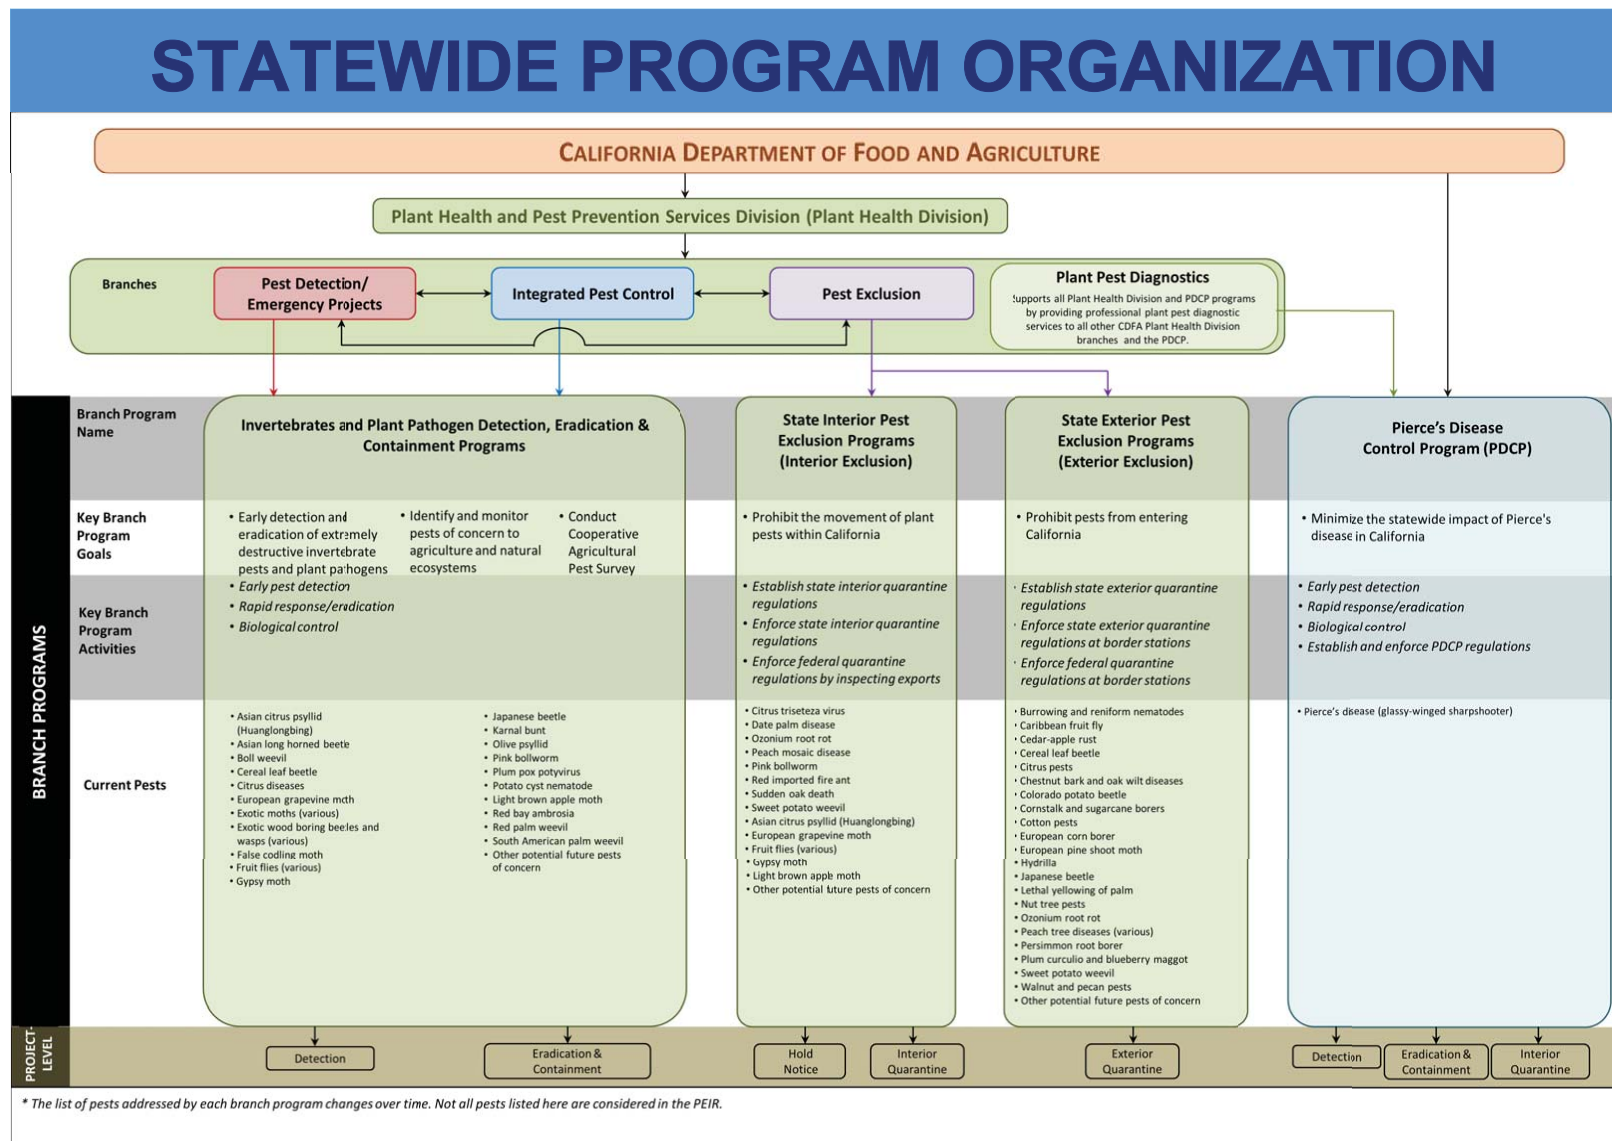 STATEWIDE PROGRAM ORGANIZATION
CALIFORNIA DEPARTMENT OF FOOD AND AGRICULTURE
Plant Health and Pest Prevention Services Division (Plant Health Division)
Branches
Pest Detection/
Emergency Projects
Integrated Pest Control
Pest Exclusion
Plant Pest Diagnostics
upports all Plant Health Division and PDCP programs
by providing professional plant pest diagnostic
services to all other CDFA Plant Health Division
branches and the PDCP.
BRANCH PROGRAMS
Branch Program
Name
Invertebrates and Plant Pathogen Detection, Eradication &
Containment Programs
State Interior Pest
Exclusion Programs
(Interior Exclusion)
State Exterior Pest
Exclusion Programs
(Exterior Exclusion)
Pierce's Disease
Control Program (PDCP)
Key Branch
Program
Goals
• Early detection and
eradication of extremely
destructive invertebrate
pests and plant pathogens
• Identify and monitor
pests of concern to
agriculture and natural
ecosystems
• Conduct
Cooperative
Agricultural
Pest Survey
• Prohibit the movement of plant
pests within California
• Prohibit pests from entering
California
• Minimize the statewide impact of Pierce's
disease in California
Key Branch
Program
Activities
• Early pest detection
• Rapid response/eradication
• Biological control
• Establish state interior quarantine
regulations
• Enforce state interior quarantine
regulations
• Enforce federal quarantine
regulations by inspecting exports
· Establish state exterior quarantine
regulations
· Enforce state exterior quarantine
regulations at border stations
· Enforce federal quarantine
regulations at border stations
• Early pest detection
• Rapid response/eradication
• Biological control
• Establish and enforce PDCP regulations
Current Pests
• Asian citrus psyllid
(Huanglongbing)
• Asian long horned beetle
• Boll weevil
• Cereal leaf beetle
• Citrus diseases
• European grapevine moth
• Exotic moths (various)
• Exotic wood boring beetles and
wasps (various)
• False codling moth
• Fruit flies (various)
• Gypsy moth
• Japanese beetle
• Karnal bunt
• Olive psyllid
• Pink bollworm
• Plum pox potyvirus
• Potato cyst nematode
• Light brown apple moth
• Red bay ambrosia
• Red palm weevil
• South American palm weevil
• Other potential future pests
of concern
• Citrus triseteza virus
• Date palm disease
• Ozonium root rot
• Peach mosaic disease
• Pink bollworm
• Red imported fire ant
• Sudden oak death
• Sweet potato weevil
• Asian citrus psyllid (Huanglongbing)
• European grapevine moth
• Fruit flies (various)
• Gypsy moth
• Light brown apple moth
• Other potential future pests of concern
· Burrowing and reniform nematodes
• Caribbean fruit fly
• Cedar-apple rust
• Cereal leaf beetle
• Citrus pests
• Chestnut bark and oak wilt diseases
• Colorado potato beetle
• Cornstalk and sugarcane borers
• Cotton pests
• European corn borer
• European pine shoot moth
• Hydrilla
• Japanese beetle
• Lethal yellowing of palm
• Nut tree pests
• Ozonium root rot
• Peach tree diseases (various)
• Persimmon root borer
• Plum curculio and blueberry maggot
• Sweet potato weevil
• Walnut and pecan pests
• Other potential future pests of concern
• Pierce's disease (glassy-winged sharpshooter)
PROJECT-
LEVEL
Detection
Eradication &
Containment
Hold
Notice
Interior
Quarantine
Exterior
Quarantine
Detection
Eradication &
Containment
Interior
Quarantine
* The list of pests addressed by each branch program changes over time. Not all pests listed here are considered in the PEIR.